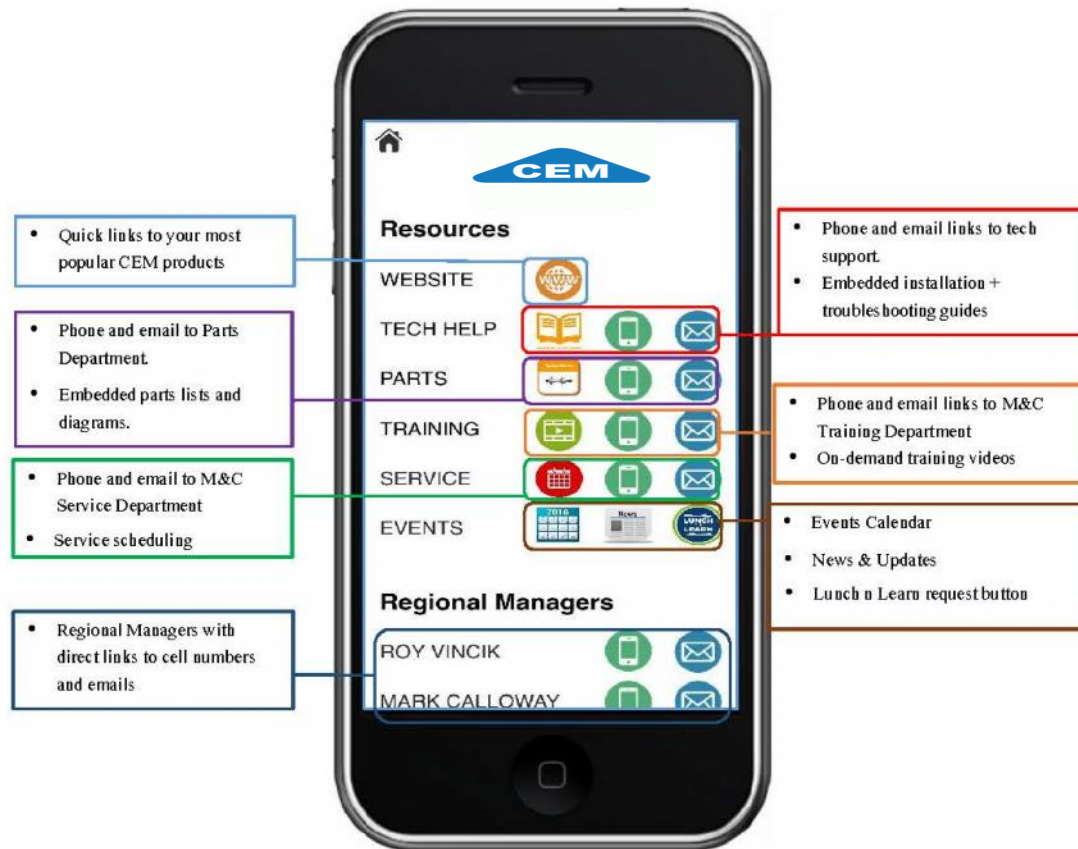 CEM
Resources
WEBSITE
WWW
TECH HELP
PARTS
TRAINING
SERVICE
EVENTS
2016
News
LUNCH
LEARN
Regional Managers
ROY VINCIK
MARK CALLOWAY
• Quick links to your most
popular CEM products
• Phone and email to Parts
Department.
• Embedded parts lists and
diagrams.
• Phone and email to M&C
Service Department
• Service scheduling
• Regional Managers with
direct links to cell numbers
and emails
• Phone and email links to tech
support.
• Embedded installation +
troubleshooting guides
• Phone and email links to M&C
Training Department
• On-demand training videos
• Events Calendar
• News & Updates
• Lunch n Learn request button